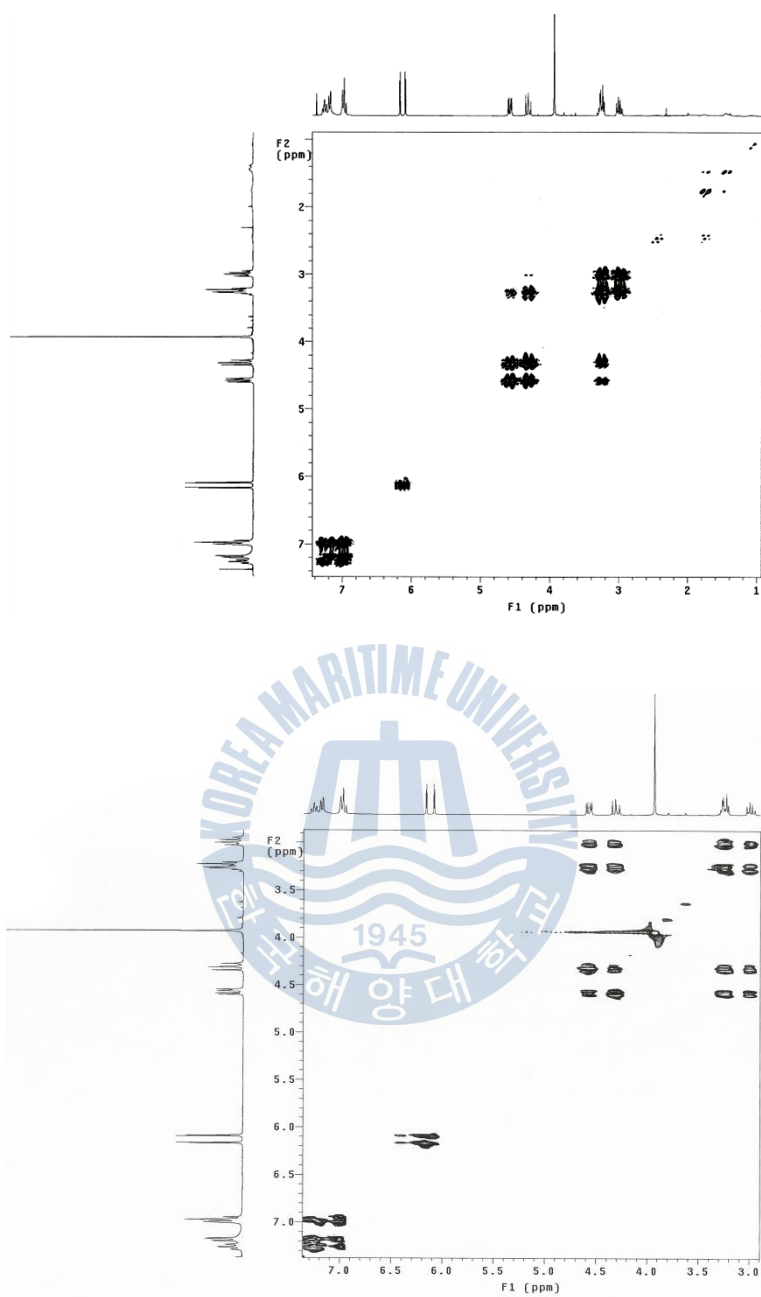 F2
(ppm)
2
3
4
5
6
7
7 6 5 4 3 2 1
F1 (ppm)
KOREA MARITIME UNIVERSITY
1945
한국해양대학교
F2
(ppm)
3.5
4.0
4.5
5.0
5.5
6.0
6.5
7.0
7.0 6.5 6.0 5.5 5.0 4.5 4.0 3.5 3.0
F1 (ppm)